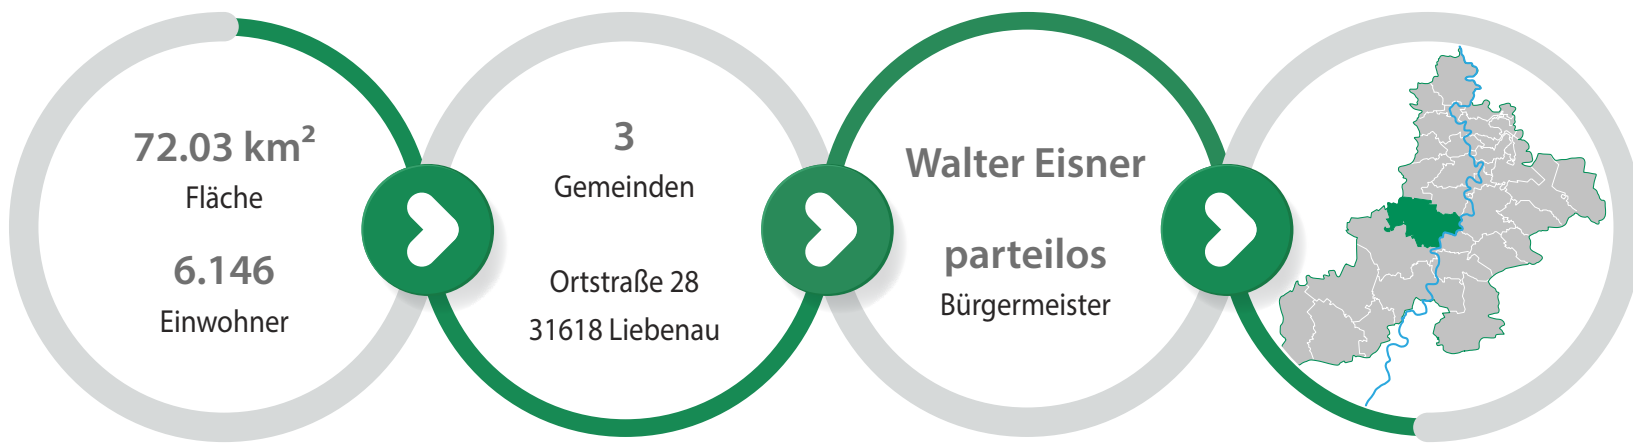 72.03 km²
Fläche
6.146
Einwohner
3
Gemeinden
Ortstraße 28
31618 Liebenau
Walter Eisner
parteilos
Bürgermeister